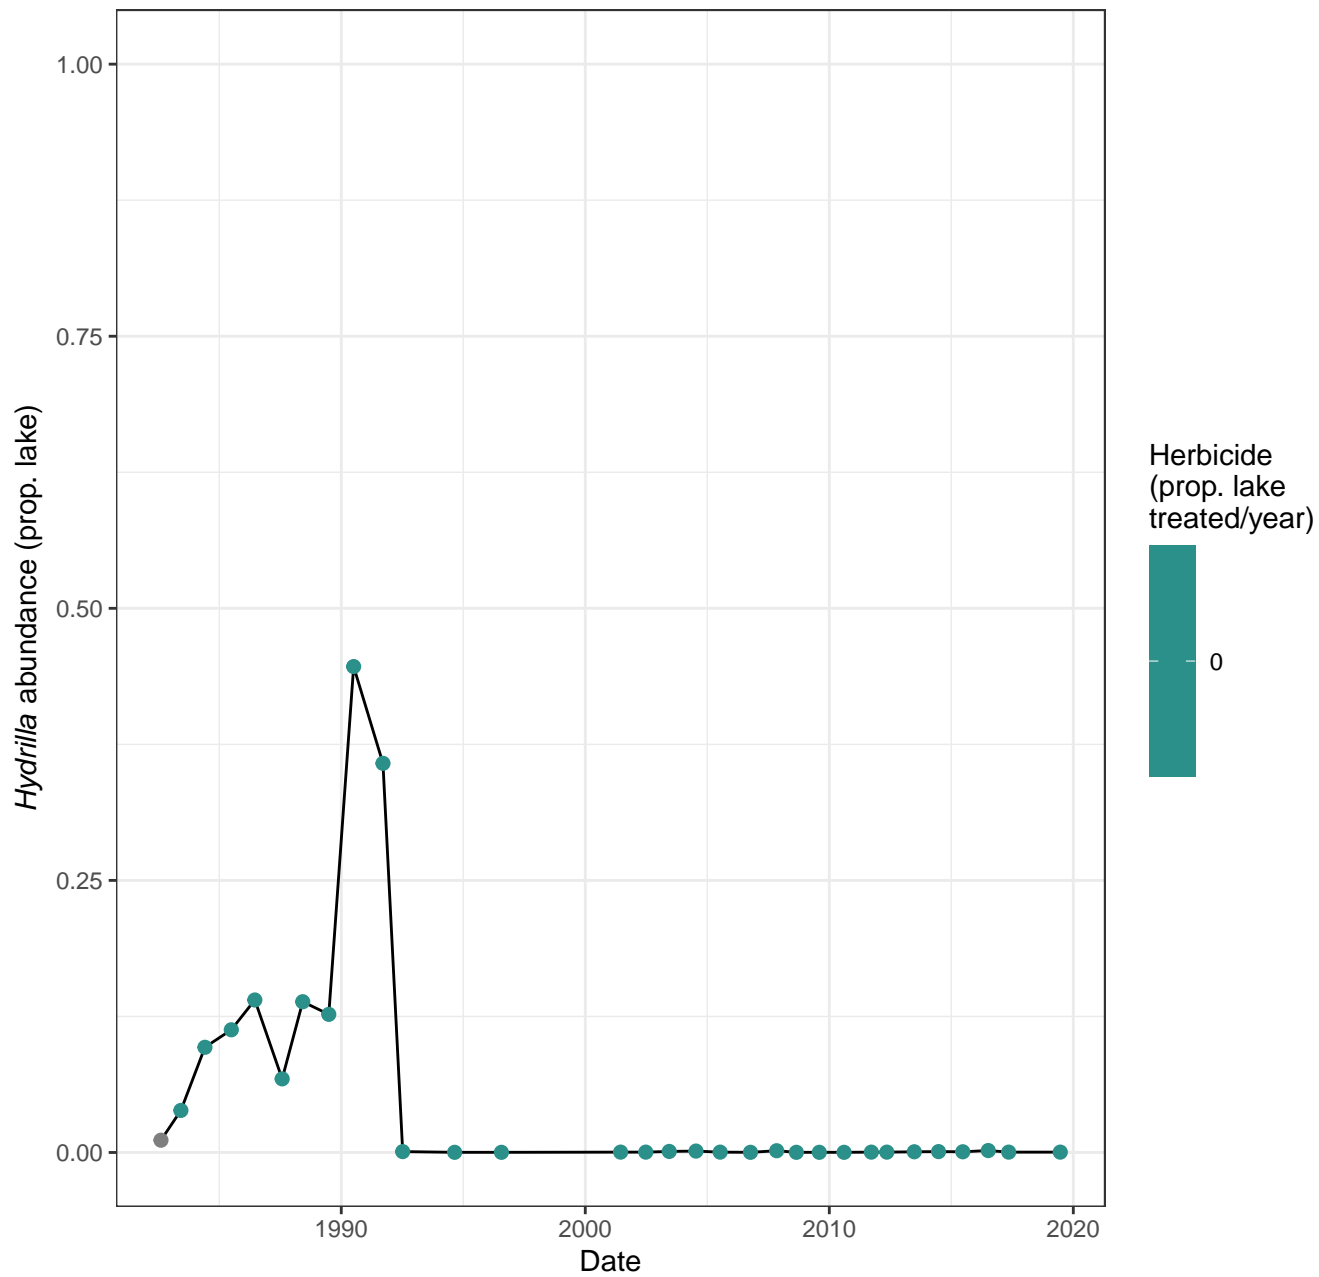 1.00
0.75
0.50
0.25
0.00
Hydrilla abundance (prop. lake)
1990
2000
2010
2020
Date
Herbicide
(prop. lake
treated/year)
0